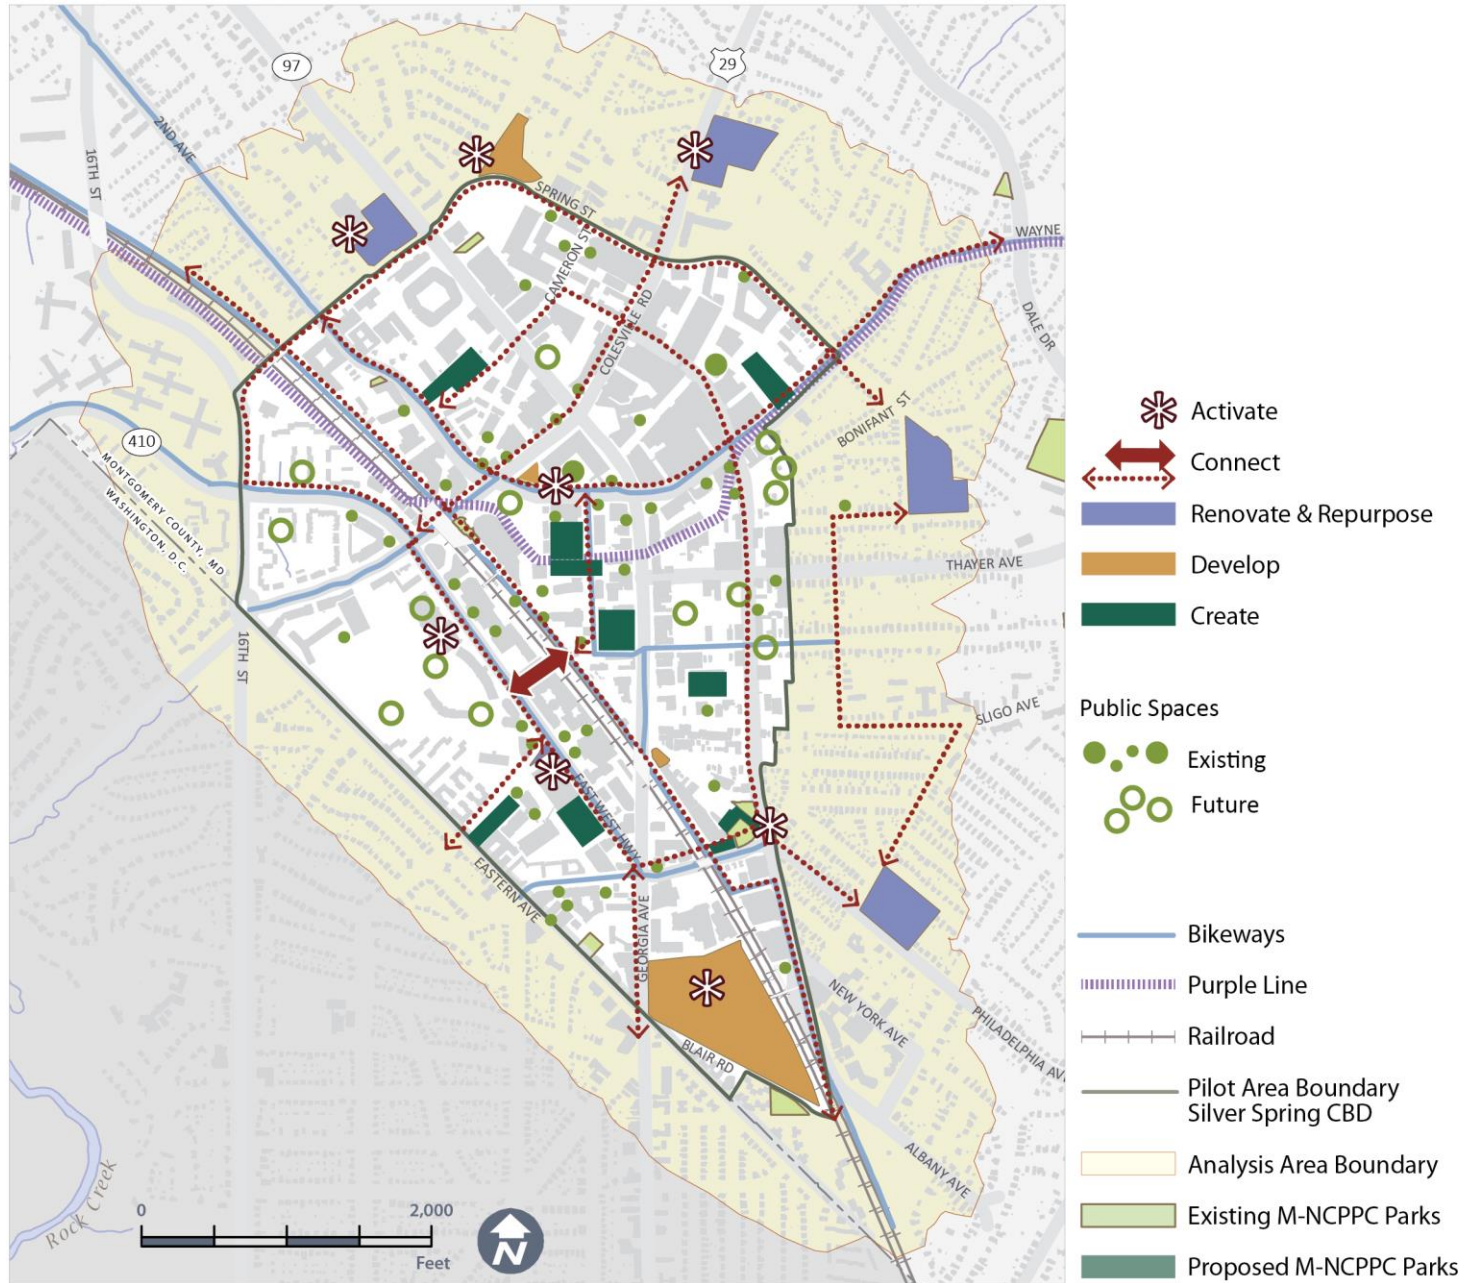 97
29
2ND AVE
16TH ST
SPRING ST
CAMERON ST
WAYNE
COLESVILLE RD
DALE DR
BONIFANT ST
410
MONTGOMERY COUNTY, MD
WASHINGTON, D.C.
THAYER AVE
16TH ST
SLIGO AVE
EAST WEST HWY
EASTERN AVE
GEORGIA AVE
NEW YORK AVE
PHILADELPHIA AV
BLAIR RD
ALBANY AVE
Rock Creek
0
2,000
Feet
N
Activate
Connect
Renovate & Repurpose
Develop
Create
Public Spaces
Existing
Future
Bikeways
Purple Line
Railroad
Pilot Area Boundary
Silver Spring CBD
Analysis Area Boundary
Existing M-NCPPC Parks
Proposed M-NCPPC Parks